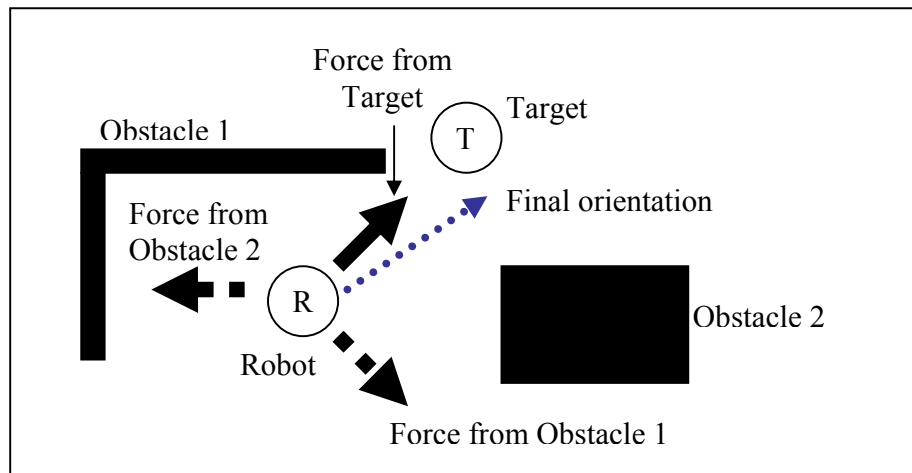 Force from
Target
Target
T
Obstacle 1
Force from
Obstacle 2
Final orientation
R
Obstacle 2
Robot
Force from Obstacle 1